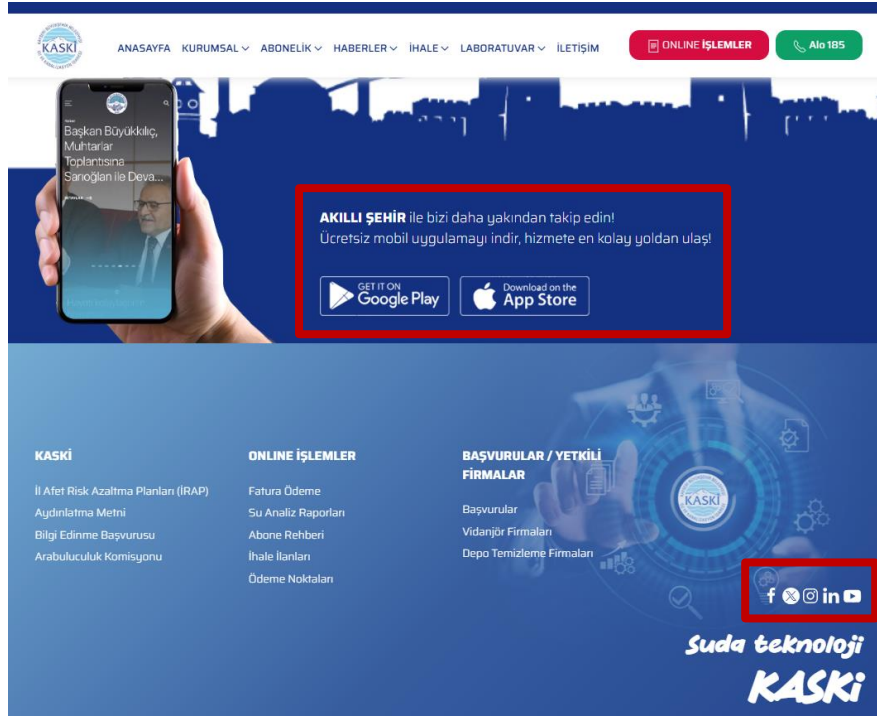 KASKİ
ANASAYFA KURUMSAL ABONELİK HABERLER İHALE LABORATUVAR İLETİŞİM
ONLINE İŞLEMLER
Alo 185
Başkan Büyükkılıç,
Muhtarlar
Toplantısına
Sarıoğlan ile Deva...
AKILLI ŞEHİR ile bizi daha yakından takip edin!
Ücretsiz mobil uygulamayı indir, hizmete en kolay yoldan ulaş!
GET IT ON
Google Play
Download on the
App Store
KASKİ
İl Afet Risk Azaltma Planları (İRAP)
Aydınlatma Metni
Bilgi Edinme Başvurusu
Arabuluculuk Komisyonu
ONLINE İŞLEMLER
Fatura Ödeme
Su Analiz Raporları
Abone Rehberi
İhale İlanları
Ödeme Noktaları
BAŞVURULAR / YETKİLİ
FİRMALAR
Başvurular
Vidanjör Firmaları
Depo Temizleme Firmaları
KASKİ
Suda teknoloji
KASKi